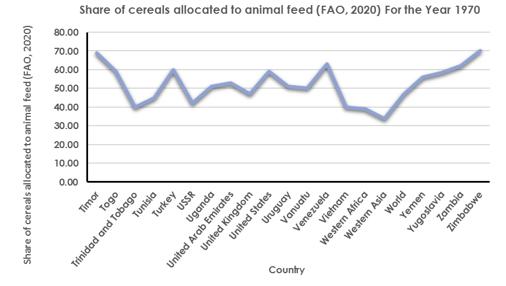 Share of cereals allocated to animal feed (FAO, 2020) For the Year 1970
Share of cereals allocated to animal feed (FAO, 2020)
80.00
70.00
60.00
50.00
40.00
30.00
20.00
10.00
0.00
Timor
Togo
Trinidad and Tobago
Tunisia
Turkey
USSR
Uganda
United Arab Emirates
United Kingdom
United States
Uruguay
Vanuatu
Venezuela
Vietnam
Western Africa
Western Asia
World
Yemen
Yugoslavia
Zambia
Zimbabwe
Country